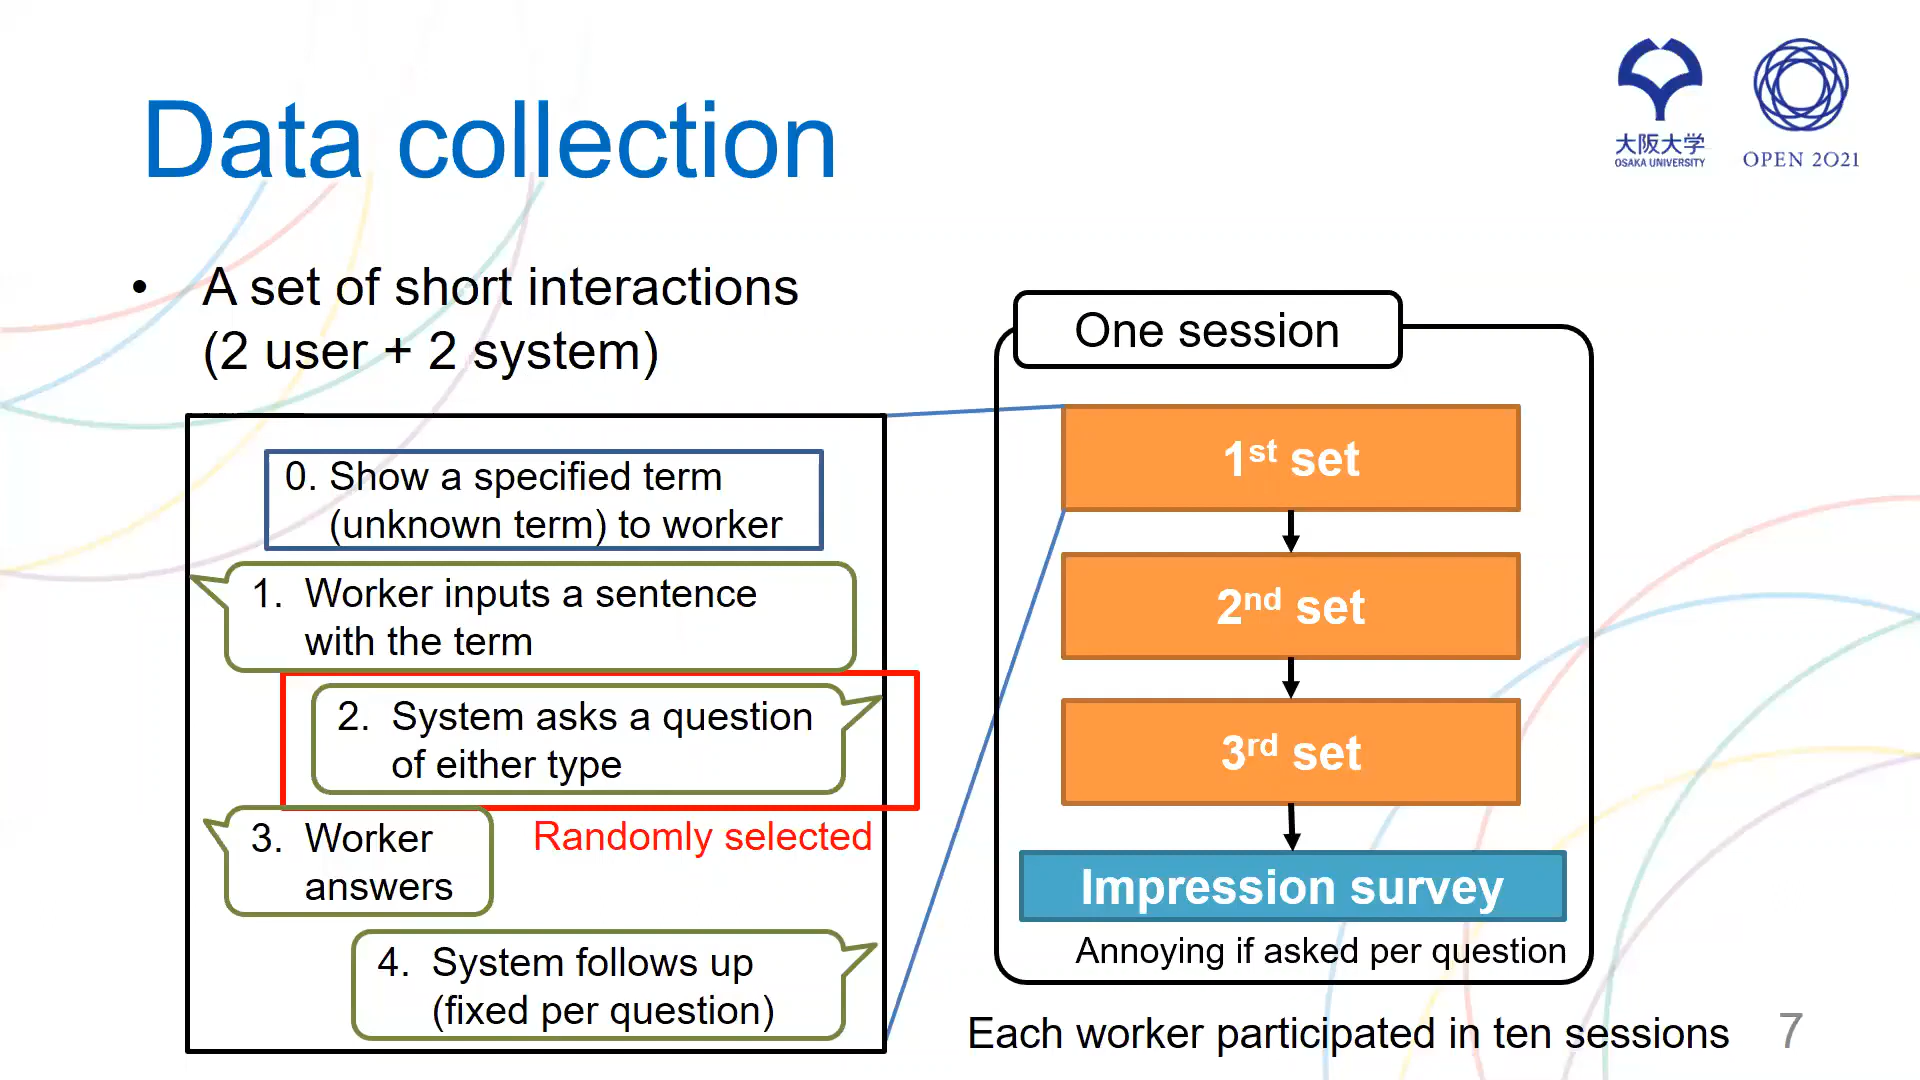 Data collection
大阪大学
OSAKA UNIVERSITY
OPEN 2021
• A set of short interactions
(2 user + 2 system)
0. Show a specified term
(unknown term) to worker
1. Worker inputs a sentence
with the term
2. System asks a question
of either type
Randomly selected
3. Worker
answers
4. System follows up
(fixed per question)
One session
1st set
2nd set
3rd set
Impression survey
Annoying if asked per question
Each worker participated in ten sessions
7